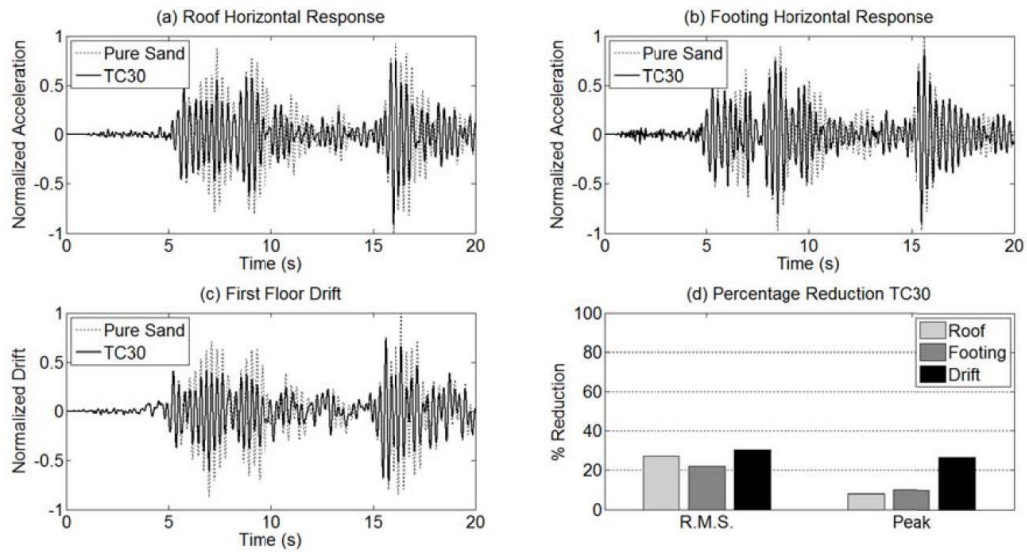 (a) Roof Horizontal Response
Normalized Acceleration
1
0.5
0
-0.5
-1
Pure Sand
TC30
0 5 10 15 20
Time (s)
(b) Footing Horizontal Response
Normalized Acceleration
1
0.5
0
-0.5
-1
Pure Sand
TC30
0 5 10 15 20
Time (s)
(c) First Floor Drift
Normalized Drift
1
0.5
0
-0.5
-1
Pure Sand
TC30
0 5 10 15 20
Time (s)
(d) Percentage Reduction TC30
% Reduction
100
80
60
40
20
0
Roof
Footing
Drift
R.M.S. Peak